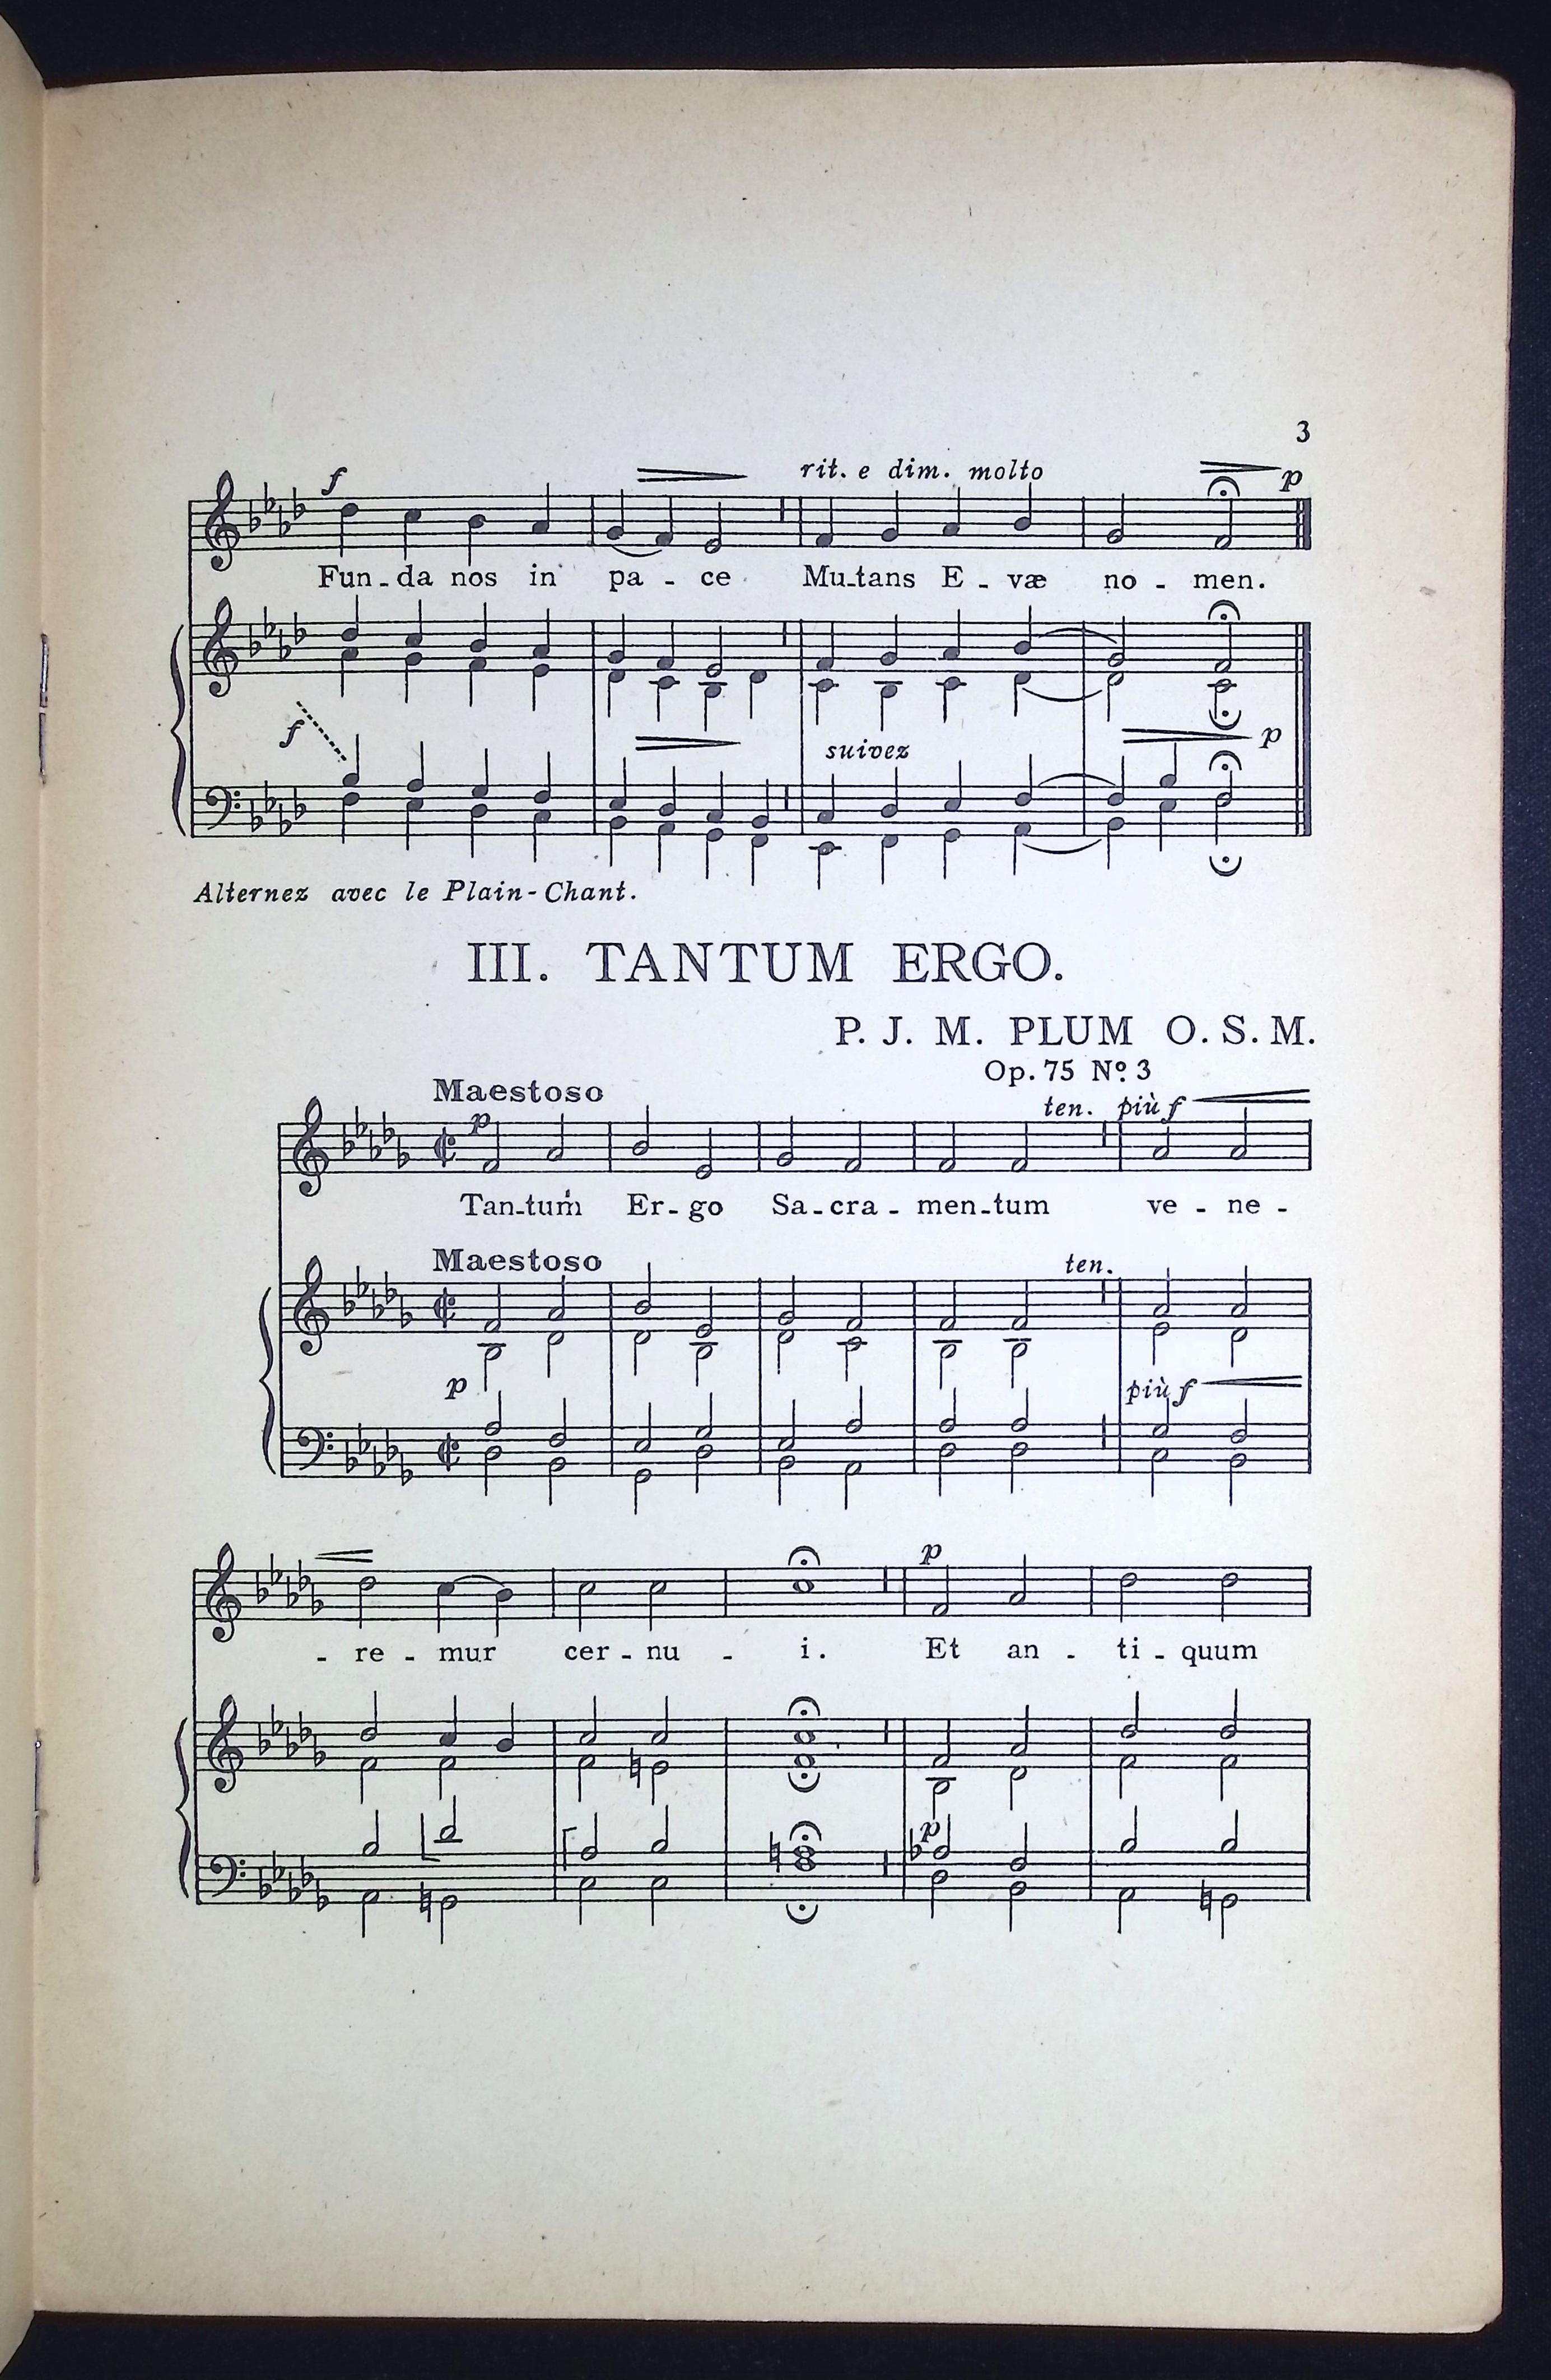 3
f rit. e dim. molto p
Fun-da nos in pa - ce Mu-tans E - væ no - men.
f suivez p
Alternez avec le Plain-Chant.
III. TANTUM ERGO.
P. J. M. PLUM O. S. M.
Op. 75 Nº 3
Maestoso
p ten. più f
Tan-tum Er-go Sa-cra-men-tum ve - ne -
Maestoso ten.
p più f
p
- re - mur cer - nu - i. Et an - ti - quum
p